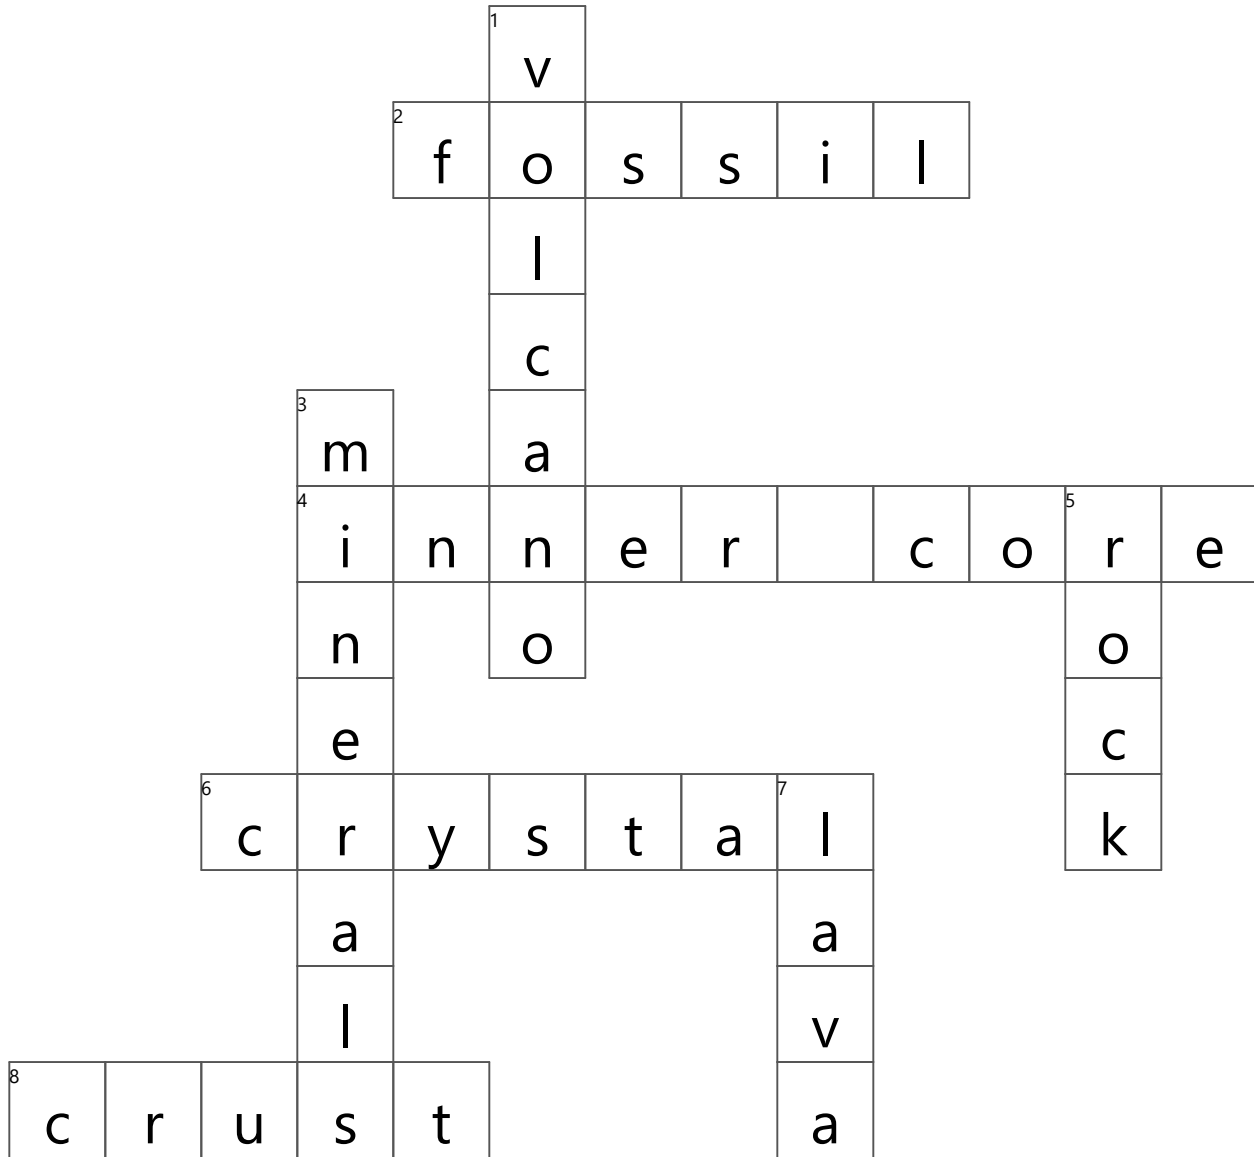 1
v
2
f o s s i l
l
c
3
m a
4 5
i n n e r c o r e
n o o
e c
6 7
c r y s t a l k
a a
l v
8
c r u s t a